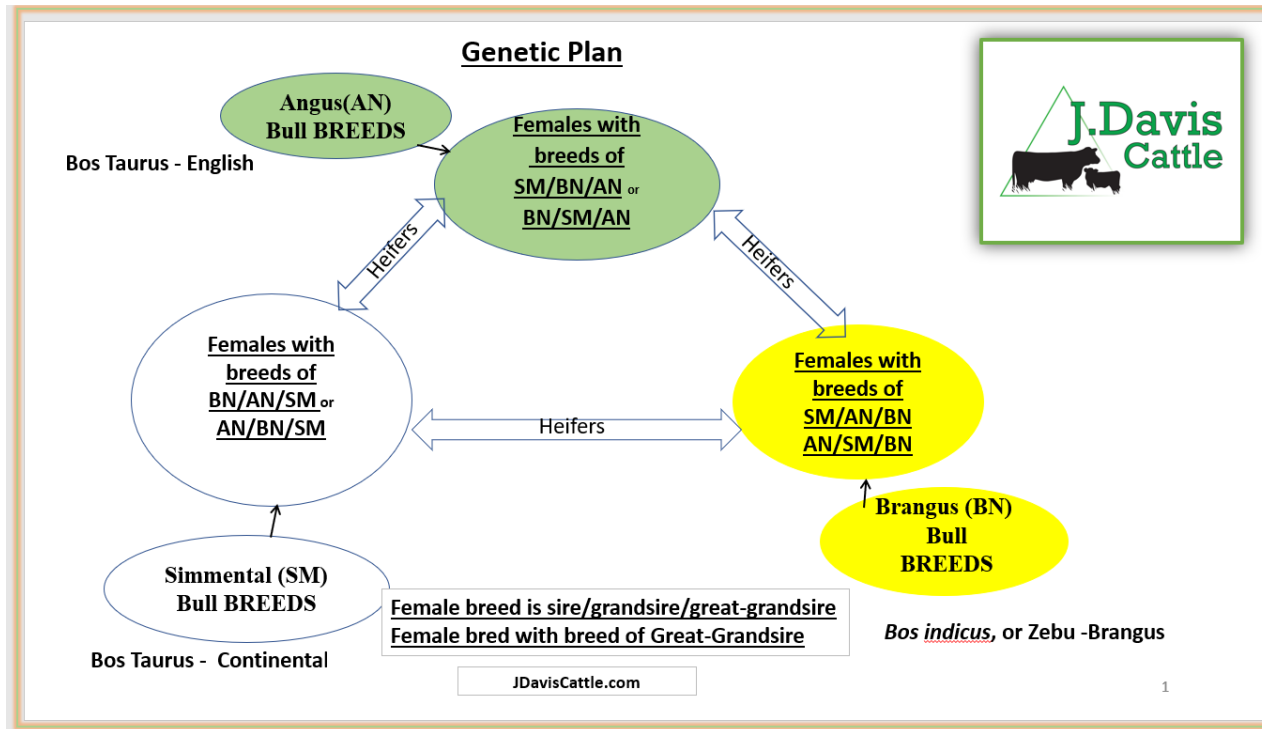 Genetic Plan
Angus(AN)
Bull BREEDS
Bos Taurus - English
Females with
breeds of
SM/BN/AN or
BN/SM/AN
J.Davis
Cattle
Heifers
Heifers
Females with
breeds of
BN/AN/SM or
AN/BN/SM
Heifers
Females with
breeds of
SM/AN/BN
AN/SM/BN
Simmental (SM)
Bull BREEDS
Bos Taurus - Continental
Brangus (BN)
Bull
BREEDS
Female breed is sire/grandsire/great-grandsire
Female bred with breed of Great-Grandsire
Bos indicus, or Zebu -Brangus
JDavisCattle.com
1